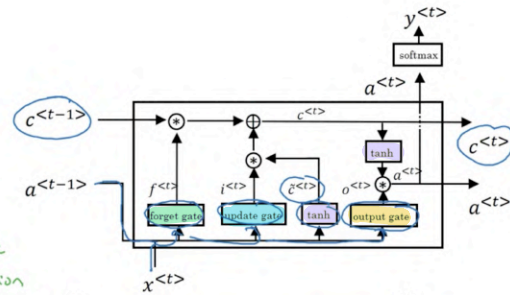 y^{<t>}
softmax
a^{<t>}
c^{<t-1>}
c^{<t>}
tanh
c^{<t>}
a^{<t-1>}
f^{<t>}
i^{<t>}
c̃^{<t>}
o^{<t>}
a^{<t>}
a^{<t>}
forget gate
update gate
tanh
output gate
x^{<t>}